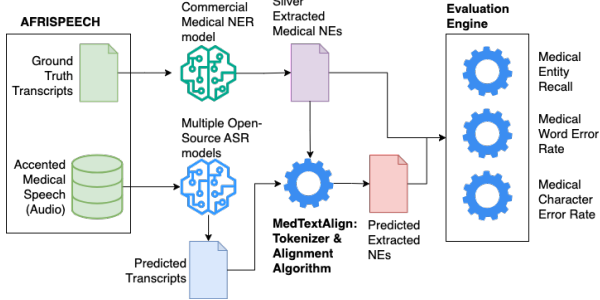 AFRISPEECH
Ground
Truth
Transcripts
Accented
Medical
Speech
(Audio)
Commercial
Medical NER
model
Multiple Open-
Source ASR
models
Predicted
Transcripts
Silver
Extracted
Medical NEs
MedTextAlign:
Tokenizer &
Alignment
Algorithm
Predicted
Extracted
NEs
Evaluation
Engine
Medical
Entity
Recall
Medical
Word Error
Rate
Medical
Character
Error Rate